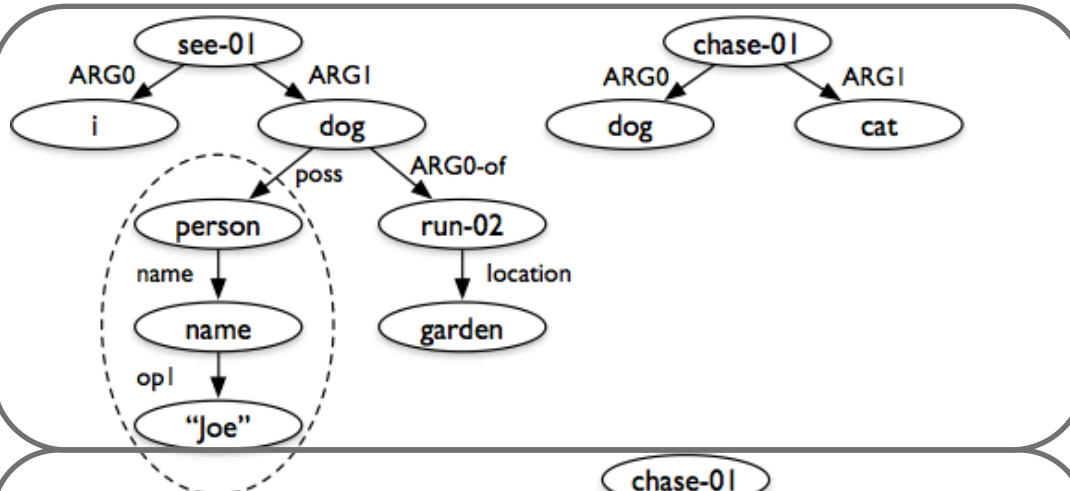 see-01 chase-01
ARG0 ARG1 ARG0 ARG1
i dog dog cat
poss ARG0-of
person run-02
name location
name garden
op1
“Joe”
chase-01